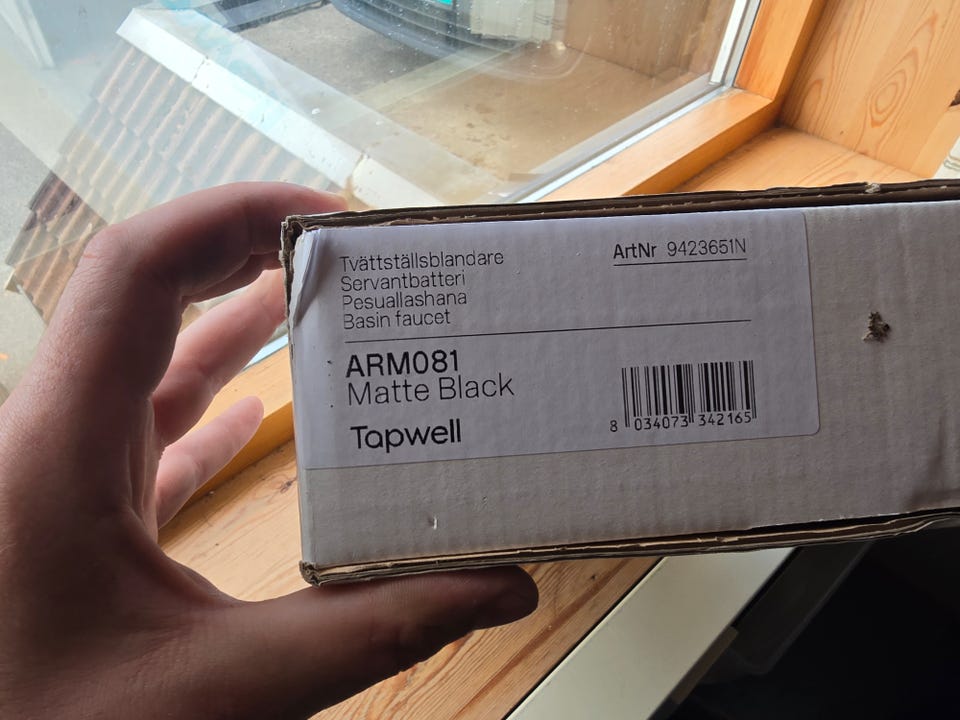 Tvättställsblandare
Servantbatteri
Pesuallashana
Basin faucet
ArtNr 9423651N
ARM081
Matte Black
Tapwell
8 034073 342165